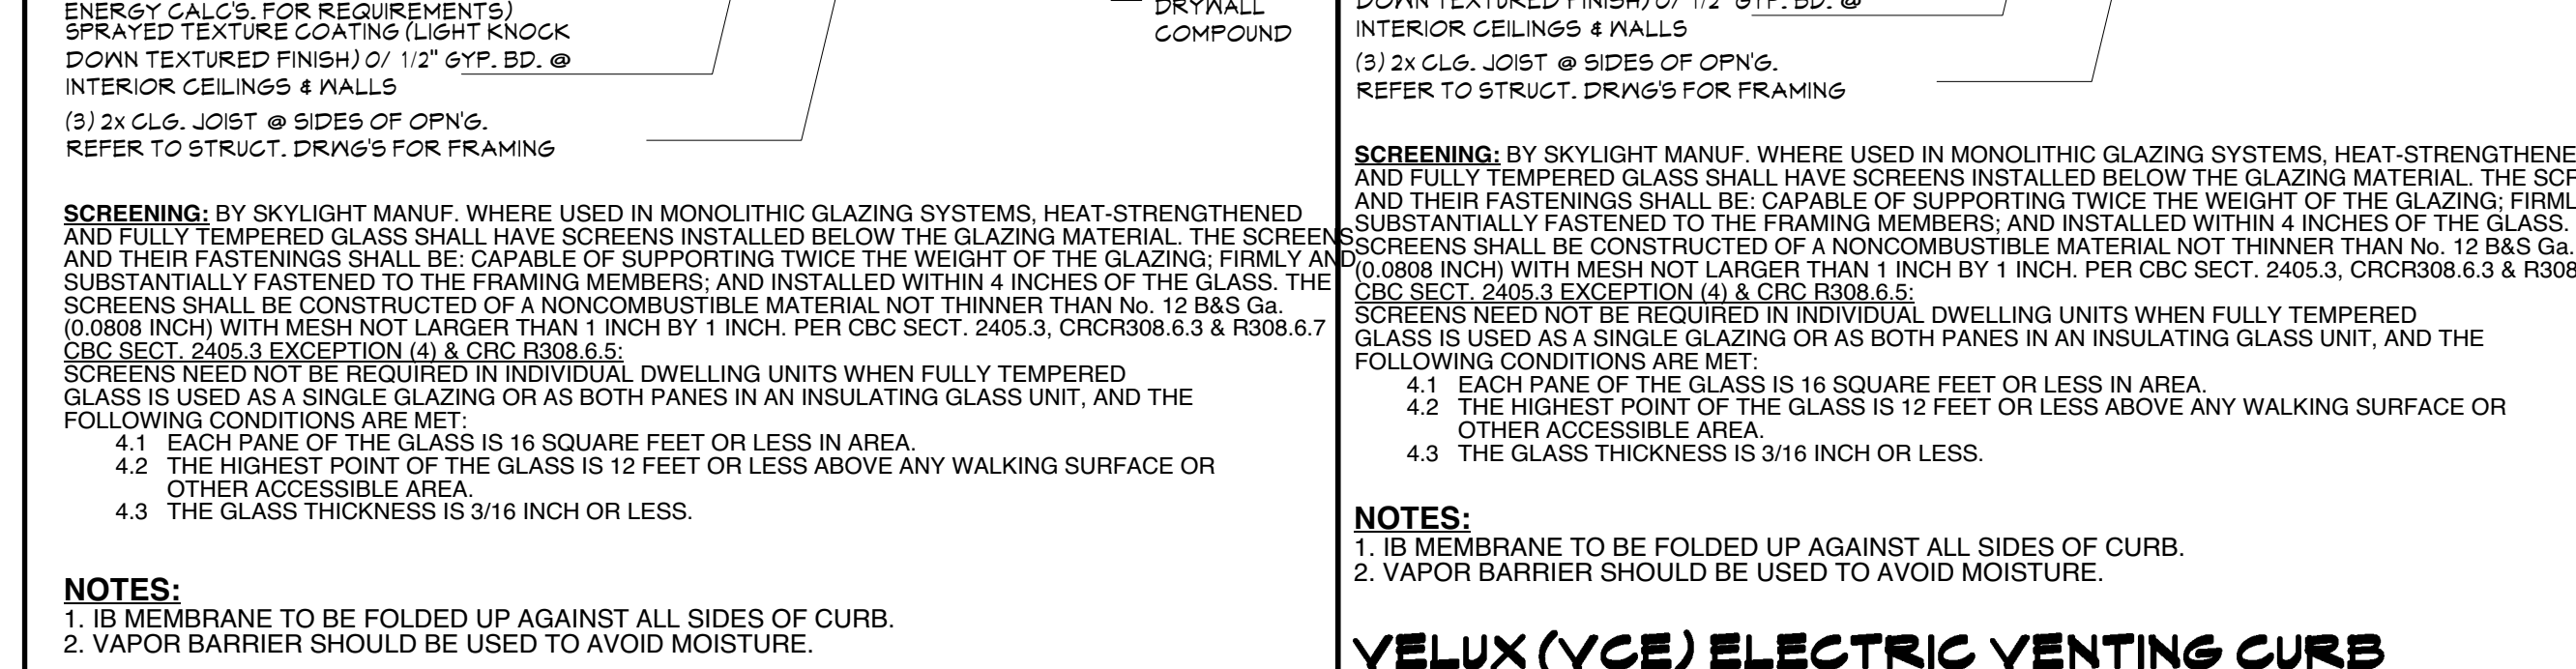 ENERGY CALC'S. FOR REQUIREMENTS)
SPRAYED TEXTURE COATING (LIGHT KNOCK
DOWN TEXTURED FINISH) O/ 1/2" GYP. BD. @
INTERIOR CEILINGS & WALLS
(3) 2x CLG. JOIST @ SIDES OF OPN'G.
REFER TO STRUCT. DRWG'S FOR FRAMING
DRYWALL
COMPOUND
SCREENING: BY SKYLIGHT MANUF. WHERE USED IN MONOLITHIC GLAZING SYSTEMS, HEAT-STRENGTHENED
AND FULLY TEMPERED GLASS SHALL HAVE SCREENS INSTALLED BELOW THE GLAZING MATERIAL. THE SCREENS
AND THEIR FASTENINGS SHALL BE: CAPABLE OF SUPPORTING TWICE THE WEIGHT OF THE GLAZING; FIRMLY AND
SUBSTANTIALLY FASTENED TO THE FRAMING MEMBERS; AND INSTALLED WITHIN 4 INCHES OF THE GLASS. THE
SCREENS SHALL BE CONSTRUCTED OF A NONCOMBUSTIBLE MATERIAL NOT THINNER THAN No. 12 B&S Ga.
(0.0808 INCH) WITH MESH NOT LARGER THAN 1 INCH BY 1 INCH. PER CBC SECT. 2405.3, CRCR308.6.3 & R308.6.7
CBC SECT. 2405.3 EXCEPTION (4) & CRC R308.6.5:
SCREENS NEED NOT BE REQUIRED IN INDIVIDUAL DWELLING UNITS WHEN FULLY TEMPERED
GLASS IS USED AS A SINGLE GLAZING OR AS BOTH PANES IN AN INSULATING GLASS UNIT, AND THE
FOLLOWING CONDITIONS ARE MET:
4.1 EACH PANE OF THE GLASS IS 16 SQUARE FEET OR LESS IN AREA.
4.2 THE HIGHEST POINT OF THE GLASS IS 12 FEET OR LESS ABOVE ANY WALKING SURFACE OR
OTHER ACCESSIBLE AREA.
4.3 THE GLASS THICKNESS IS 3/16 INCH OR LESS.
NOTES:
1. IB MEMBRANE TO BE FOLDED UP AGAINST ALL SIDES OF CURB.
2. VAPOR BARRIER SHOULD BE USED TO AVOID MOISTURE.
DOWN TEXTURED FINISH) O/ 1/2" GYP. BD. @
INTERIOR CEILINGS & WALLS
(3) 2x CLG. JOIST @ SIDES OF OPN'G.
REFER TO STRUCT. DRWG'S FOR FRAMING
SCREENING: BY SKYLIGHT MANUF. WHERE USED IN MONOLITHIC GLAZING SYSTEMS, HEAT-STRENGTHENE
AND FULLY TEMPERED GLASS SHALL HAVE SCREENS INSTALLED BELOW THE GLAZING MATERIAL. THE SCR
AND THEIR FASTENINGS SHALL BE: CAPABLE OF SUPPORTING TWICE THE WEIGHT OF THE GLAZING; FIRML
SUBSTANTIALLY FASTENED TO THE FRAMING MEMBERS; AND INSTALLED WITHIN 4 INCHES OF THE GLASS.
SCREENS SHALL BE CONSTRUCTED OF A NONCOMBUSTIBLE MATERIAL NOT THINNER THAN No. 12 B&S Ga.
(0.0808 INCH) WITH MESH NOT LARGER THAN 1 INCH BY 1 INCH. PER CBC SECT. 2405.3, CRCR308.6.3 & R308
CBC SECT. 2405.3 EXCEPTION (4) & CRC R308.6.5:
SCREENS NEED NOT BE REQUIRED IN INDIVIDUAL DWELLING UNITS WHEN FULLY TEMPERED
GLASS IS USED AS A SINGLE GLAZING OR AS BOTH PANES IN AN INSULATING GLASS UNIT, AND THE
FOLLOWING CONDITIONS ARE MET:
4.1 EACH PANE OF THE GLASS IS 16 SQUARE FEET OR LESS IN AREA.
4.2 THE HIGHEST POINT OF THE GLASS IS 12 FEET OR LESS ABOVE ANY WALKING SURFACE OR
OTHER ACCESSIBLE AREA.
4.3 THE GLASS THICKNESS IS 3/16 INCH OR LESS.
NOTES:
1. IB MEMBRANE TO BE FOLDED UP AGAINST ALL SIDES OF CURB.
2. VAPOR BARRIER SHOULD BE USED TO AVOID MOISTURE.
VELUX (VCE) ELECTRIC VENTING CURB